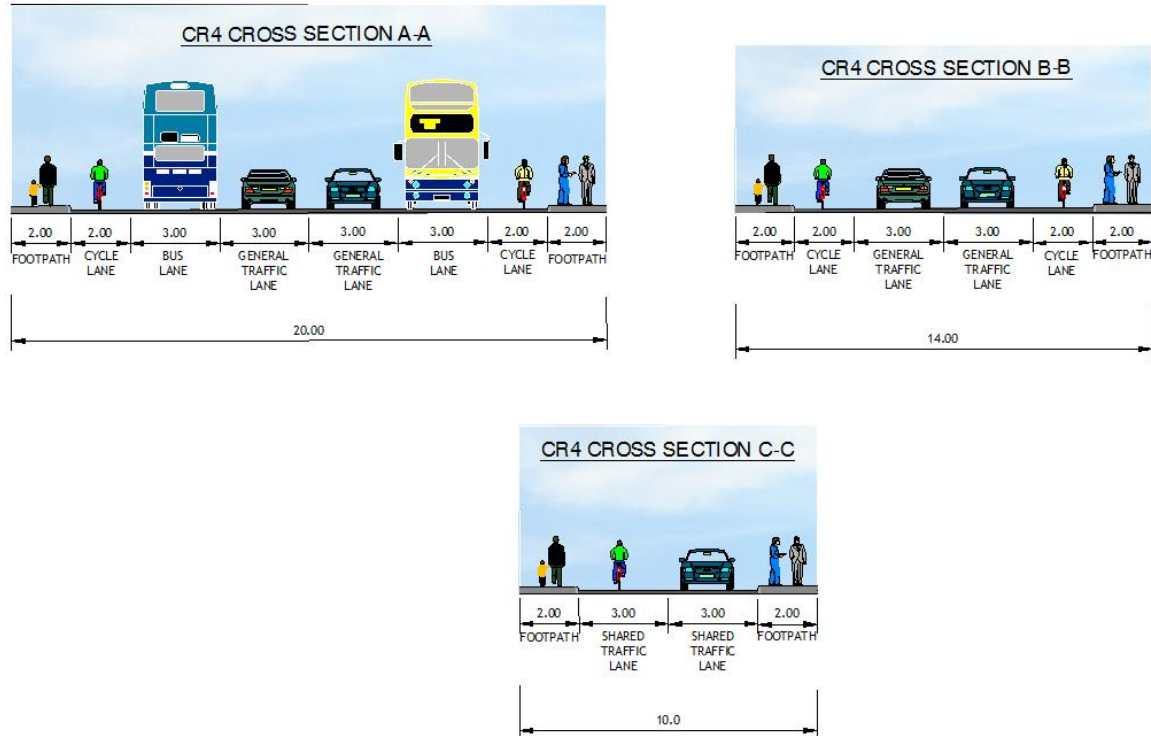 CR4 CROSS SECTION A-A
2.00 2.00 3.00 3.00 3.00 3.00 2.00 2.00
FOOTPATH CYCLE LANE BUS LANE GENERAL TRAFFIC LANE GENERAL TRAFFIC LANE BUS LANE CYCLE LANE FOOTPATH
20.00
CR4 CROSS SECTION B-B
2.00 2.00 3.00 3.00 2.00 2.00
FOOTPATH CYCLE LANE GENERAL TRAFFIC LANE GENERAL TRAFFIC LANE CYCLE LANE FOOTPATH
14.00
CR4 CROSS SECTION C-C
2.00 3.00 3.00 2.00
FOOTPATH SHARED TRAFFIC LANE SHARED TRAFFIC LANE FOOTPATH
10.0